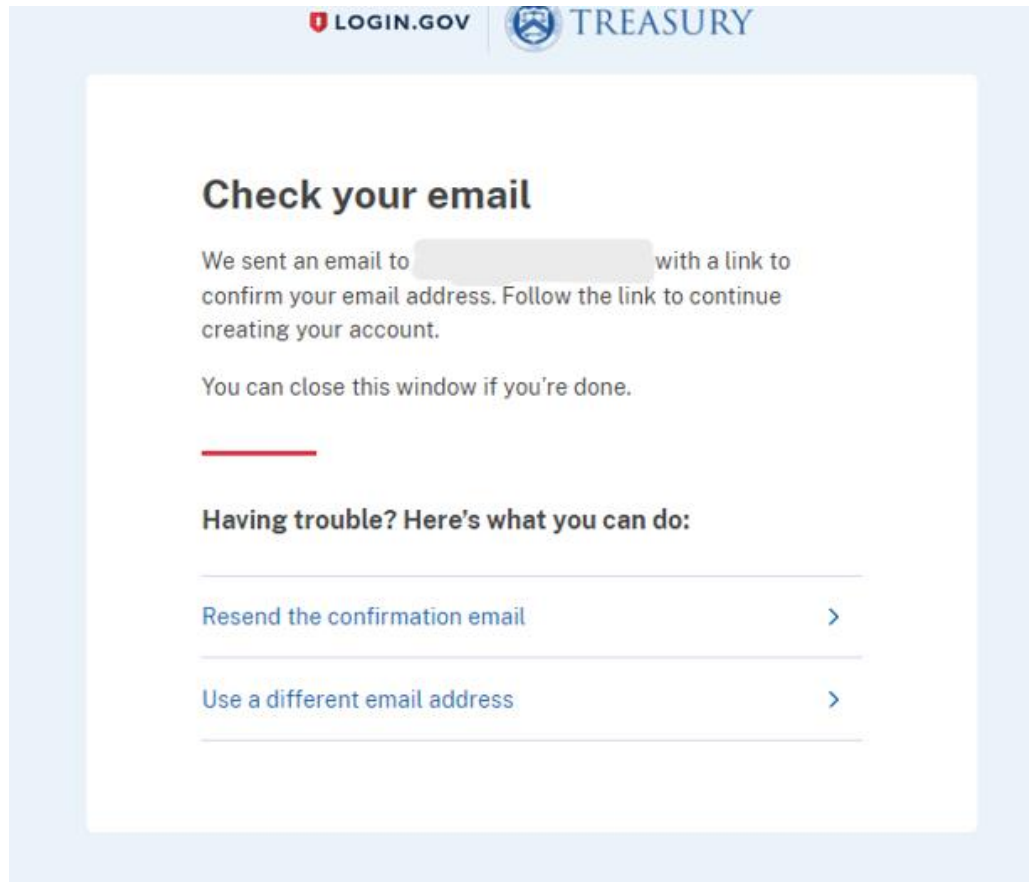 LOGIN.GOV TREASURY
Check your email
We sent an email to with a link to
confirm your email address. Follow the link to continue
creating your account.
You can close this window if you’re done.
Having trouble? Here’s what you can do:
Resend the confirmation email
Use a different email address